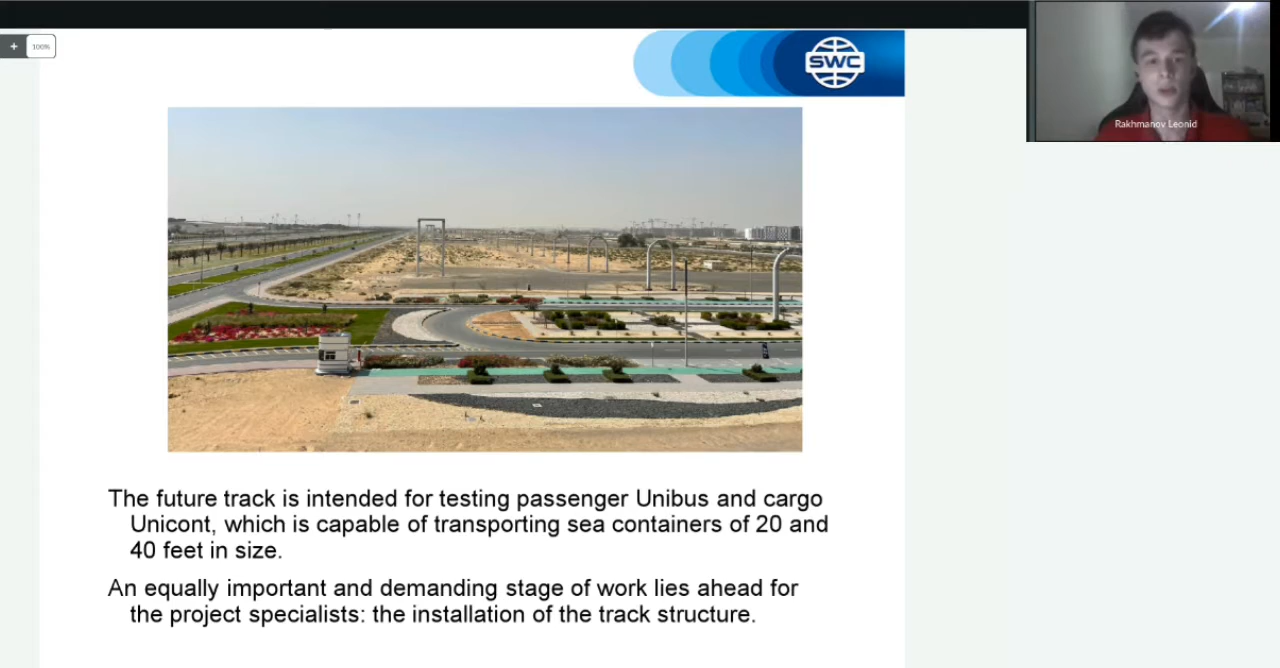 100%
SWC
Rakhmanov Leonid
The future track is intended for testing passenger Unibus and cargo
Unicont, which is capable of transporting sea containers of 20 and
40 feet in size.
An equally important and demanding stage of work lies ahead for
the project specialists: the installation of the track structure.